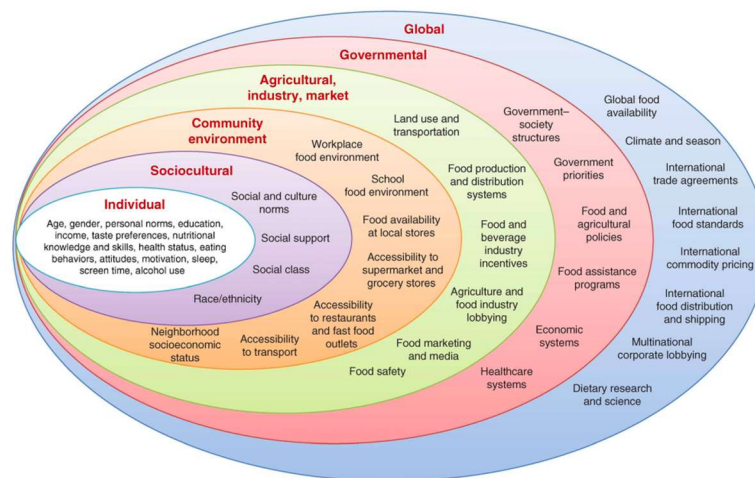 Global
Governmental
Agricultural,
industry, market
Community
environment
Sociocultural
Individual
Age, gender, personal norms, education,
income, taste preferences, nutritional
knowledge and skills, health status, eating
behaviors, attitudes, motivation, sleep,
screen time, alcohol use
Social and culture
norms
Social support
Social class
Race/ethnicity
Workplace
food environment
School
food environment
Food availability
at local stores
Accessibility to
supermarket and
grocery stores
Accessibility
to restaurants
and fast food
outlets
Accessibility
to transport
Neighborhood
socioeconomic
status
Land use and
transportation
Food production
and distribution
systems
Food and
beverage
industry
incentives
Agriculture and
food industry
lobbying
Food marketing
and media
Food safety
Government–
society
structures
Government
priorities
Food and
agricultural
policies
Food assistance
programs
Economic
systems
Healthcare
systems
Global food
availability
Climate and season
International
trade agreements
International
food standards
International
commodity pricing
International
food distribution
and shipping
Multinational
corporate lobbying
Dietary research
and science